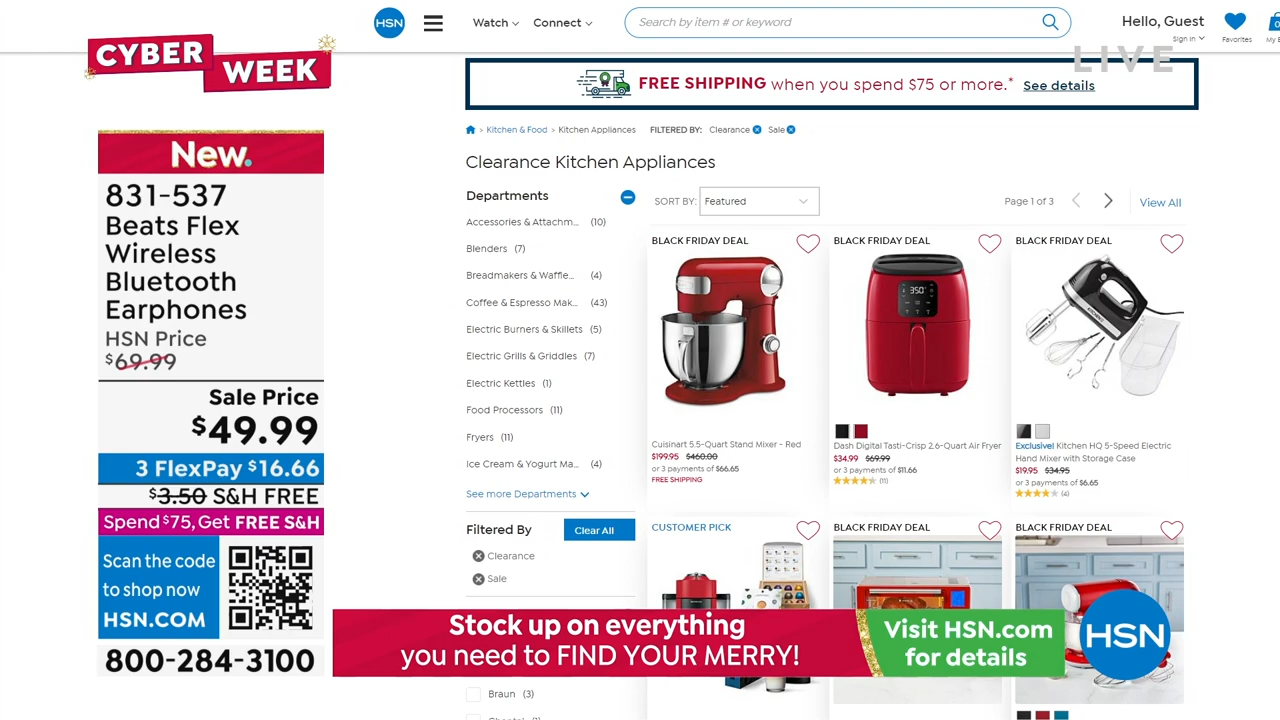 HSN
Watch
Connect
Search by item # or keyword
Hello, Guest
Sign In
Favorites
LIVE
CYBER
WEEK
FREE SHIPPING when you spend $75 or more.* See details
> Kitchen & Food > Kitchen Appliances FILTERED BY: Clearance Sale
Clearance Kitchen Appliances
New.
831-537
Beats Flex
Wireless
Bluetooth
Earphones
HSN Price
$69.99
Sale Price
$49.99
3 FlexPay $16.66
$3.50 S&H FREE
Spend $75, Get FREE S&H
Scan the code
to shop now
HSN.COM
800-284-3100
Departments
Accessories & Attachm... (10)
Blenders (7)
Breadmakers & Waffle... (4)
Coffee & Espresso Mak... (43)
Electric Burners & Skillets (5)
Electric Grills & Griddles (7)
Electric Kettles (1)
Food Processors (11)
Fryers (11)
Ice Cream & Yogurt Ma... (4)
See more Departments
Filtered By
Clear All
Clearance
Sale
Braun (3)
SORT BY: Featured
Page 1 of 3
View All
BLACK FRIDAY DEAL
Cuisinart 5.5-Quart Stand Mixer - Red
$199.95 $460.00
or 3 payments of $66.65
FREE SHIPPING
BLACK FRIDAY DEAL
350°
Dash Digital Tasti-Crisp 2.6-Quart Air Fryer
$34.99 $69.99
or 3 payments of $11.66
(11)
BLACK FRIDAY DEAL
Exclusive! Kitchen HQ 5-Speed Electric
Hand Mixer with Storage Case
$19.95 $34.95
or 3 payments of $6.65
(4)
CUSTOMER PICK
BLACK FRIDAY DEAL
BLACK FRIDAY DEAL
Stock up on everything
you need to FIND YOUR MERRY!
Visit HSN.com
for details
HSN